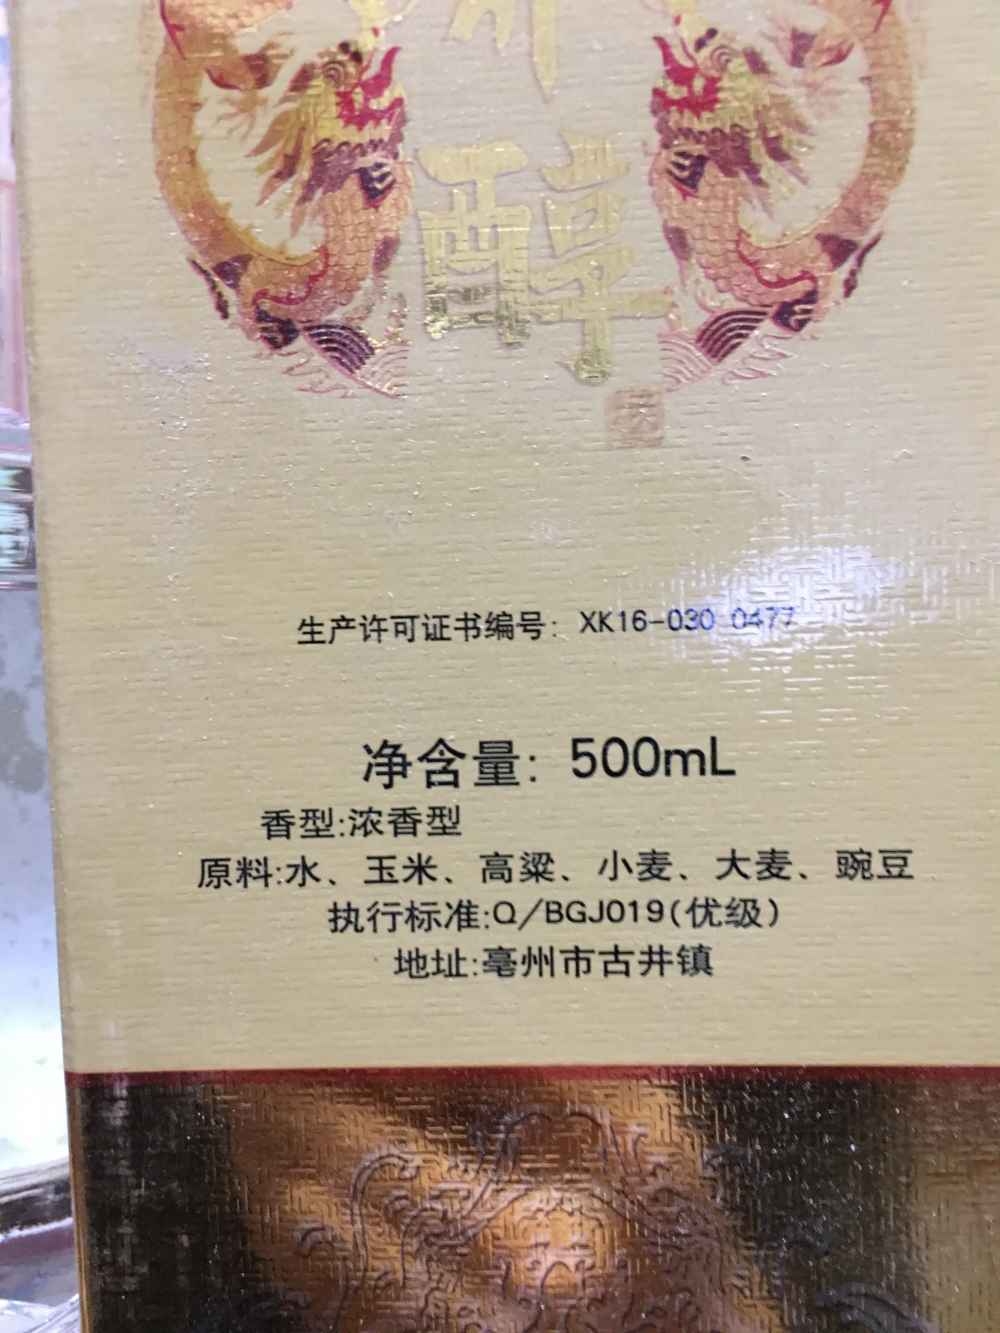 醇
生产许可证书编号: XK16-030 0477
净含量: 500mL
香型:浓香型
原料:水、玉米、高粱、小麦、大麦、豌豆
执行标准:Q/BGJ019(优级)
地址:亳州市古井镇